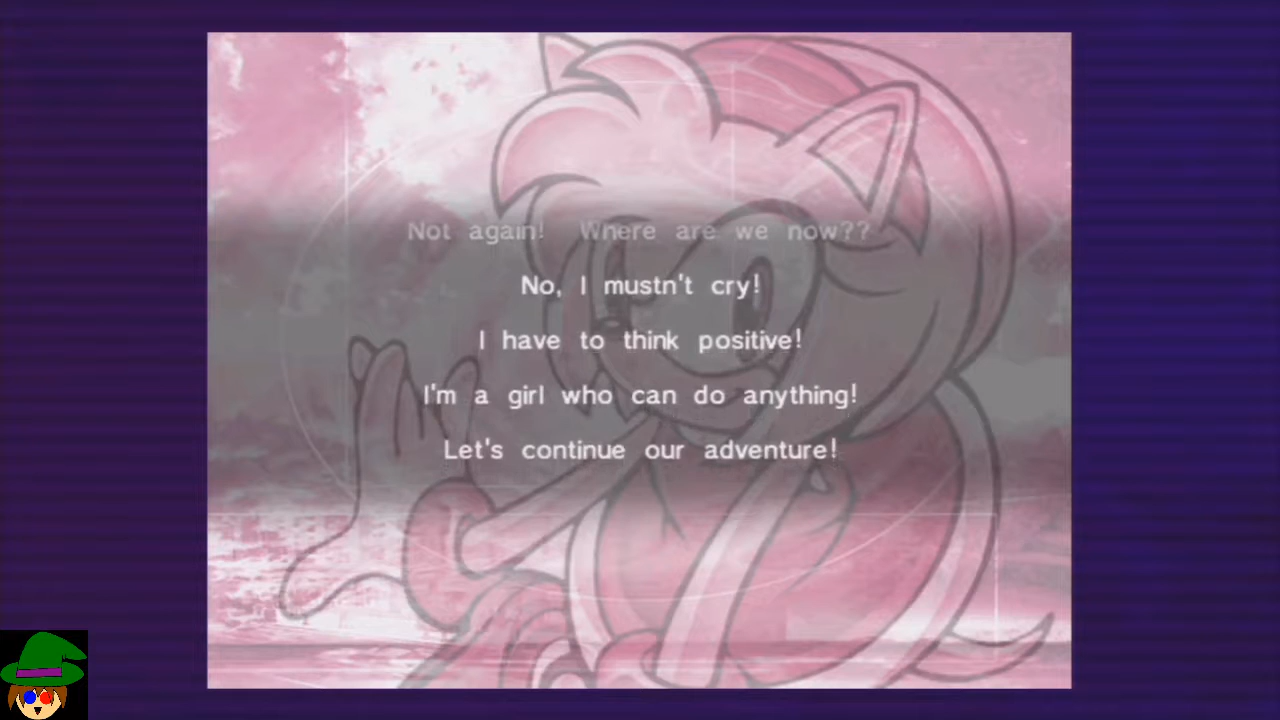 Not again! Where are we now??
No, I mustn't cry!
I have to think positive!
I'm a girl who can do anything!
Let's continue our adventure!